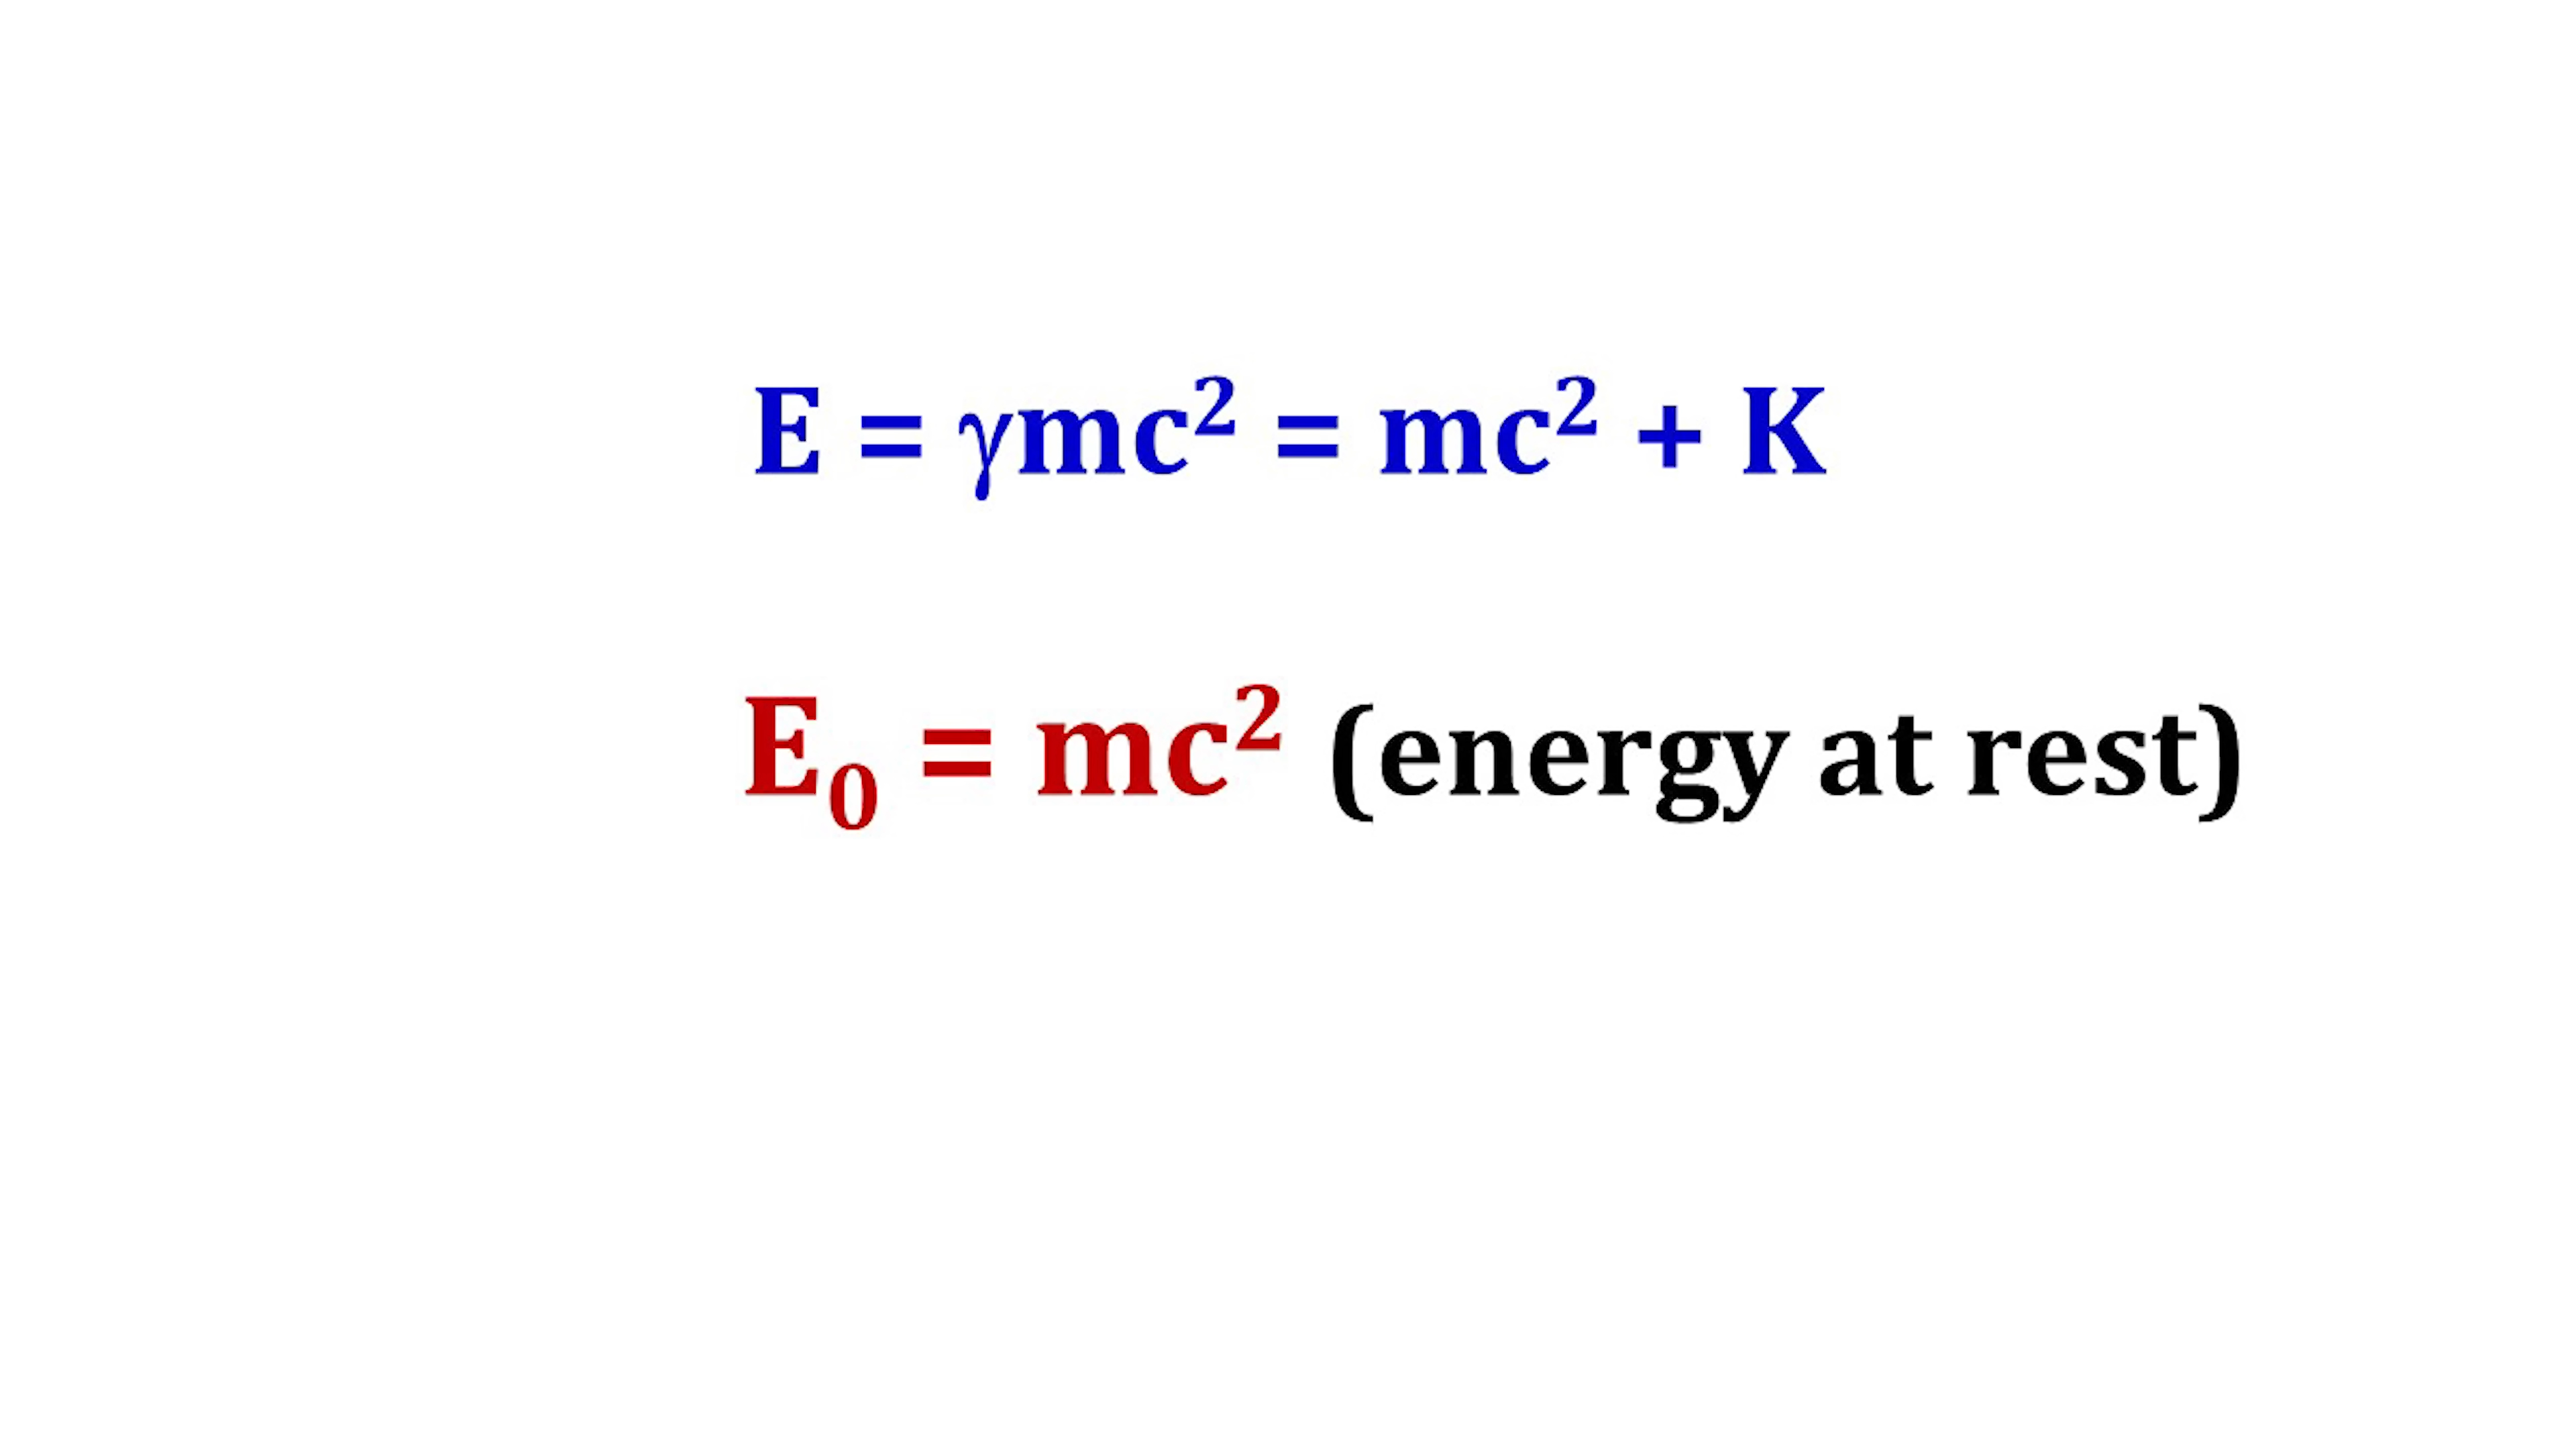 E = γmc² = mc² + K
E₀ = mc² (energy at rest)